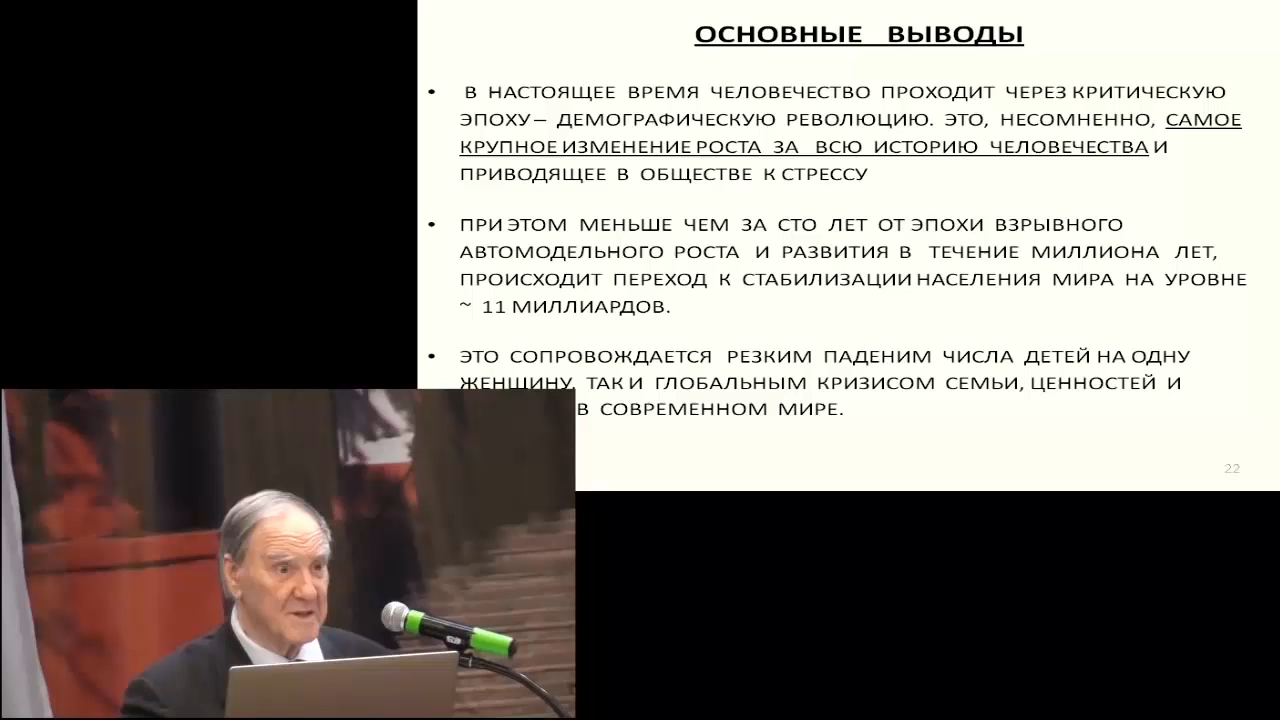 ОСНОВНЫЕ ВЫВОДЫ
• В НАСТОЯЩЕЕ ВРЕМЯ ЧЕЛОВЕЧЕСТВО ПРОХОДИТ ЧЕРЕЗ КРИТИЧЕСКУЮ
ЭПОХУ – ДЕМОГРАФИЧЕСКУЮ РЕВОЛЮЦИЮ. ЭТО, НЕСОМНЕННО, САМОЕ
КРУПНОЕ ИЗМЕНЕНИЕ РОСТА ЗА ВСЮ ИСТОРИЮ ЧЕЛОВЕЧЕСТВА И
ПРИВОДЯЩЕЕ В ОБЩЕСТВЕ К СТРЕССУ
• ПРИ ЭТОМ МЕНЬШЕ ЧЕМ ЗА СТО ЛЕТ ОТ ЭПОХИ ВЗРЫВНОГО
АВТОМОДЕЛЬНОГО РОСТА И РАЗВИТИЯ В ТЕЧЕНИЕ МИЛЛИОНА ЛЕТ,
ПРОИСХОДИТ ПЕРЕХОД К СТАБИЛИЗАЦИИ НАСЕЛЕНИЯ МИРА НА УРОВНЕ
~ 11 МИЛЛИАРДОВ.
• ЭТО СОПРОВОЖДАЕТСЯ РЕЗКИМ ПАДЕНИМ ЧИСЛА ДЕТЕЙ НА ОДНУ
ЖЕНЩИНУ, ТАК И ГЛОБАЛЬНЫМ КРИЗИСОМ СЕМЬИ, ЦЕННОСТЕЙ И
В СОВРЕМЕННОМ МИРЕ.
22